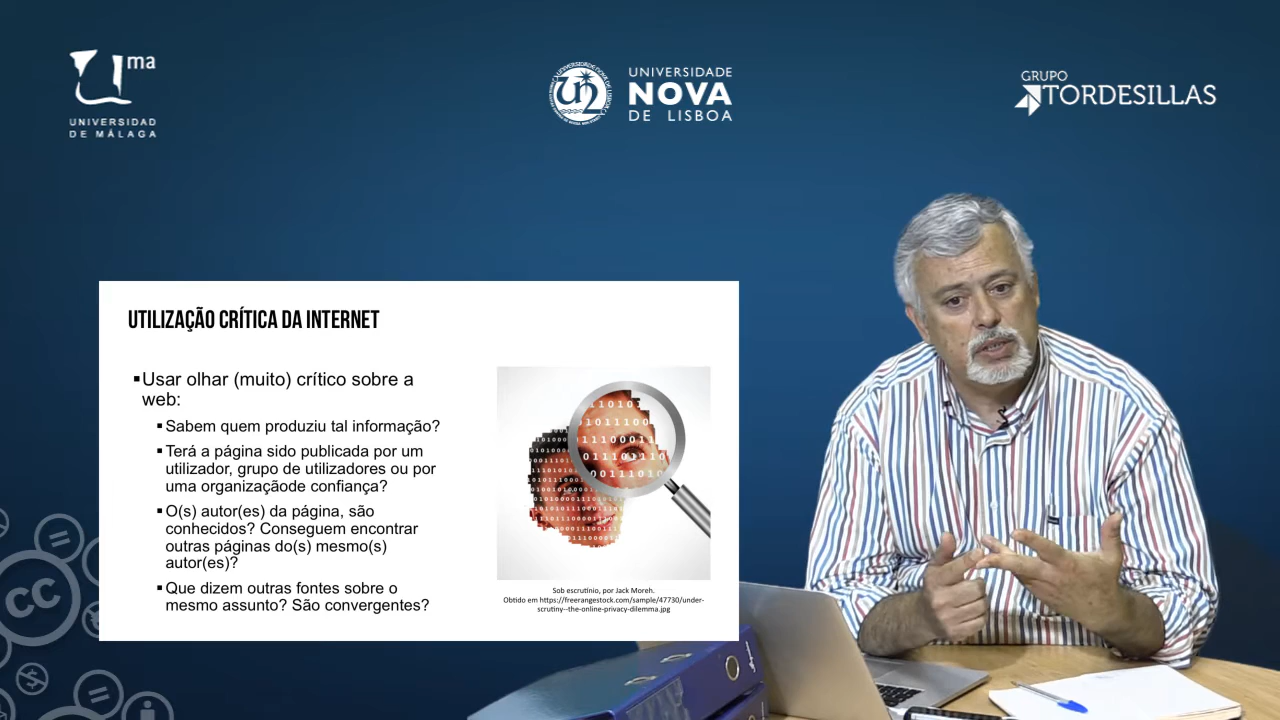 ma
UNIVERSIDAD
DE MÁLAGA
UNIVERSIDADE
NOVA
DE LISBOA
GRUPO
TORDESILLAS
UTILIZAÇÃO CRÍTICA DA INTERNET
Usar olhar (muito) crítico sobre a
web:
Sabem quem produziu tal informação?
Terá a página sido publicada por um
utilizador, grupo de utilizadores ou por
uma organizaçãode confiança?
O(s) autor(es) da página, são
conhecidos? Conseguem encontrar
outras páginas do(s) mesmo(s)
autor(es)?
Que dizem outras fontes sobre o
mesmo assunto? São convergentes?
Sob escrutínio, por Jack Moreh.
Obtido em https://freerangestock.com/sample/47730/under-
scrutiny--the-online-privacy-dilemma.jpg
CC